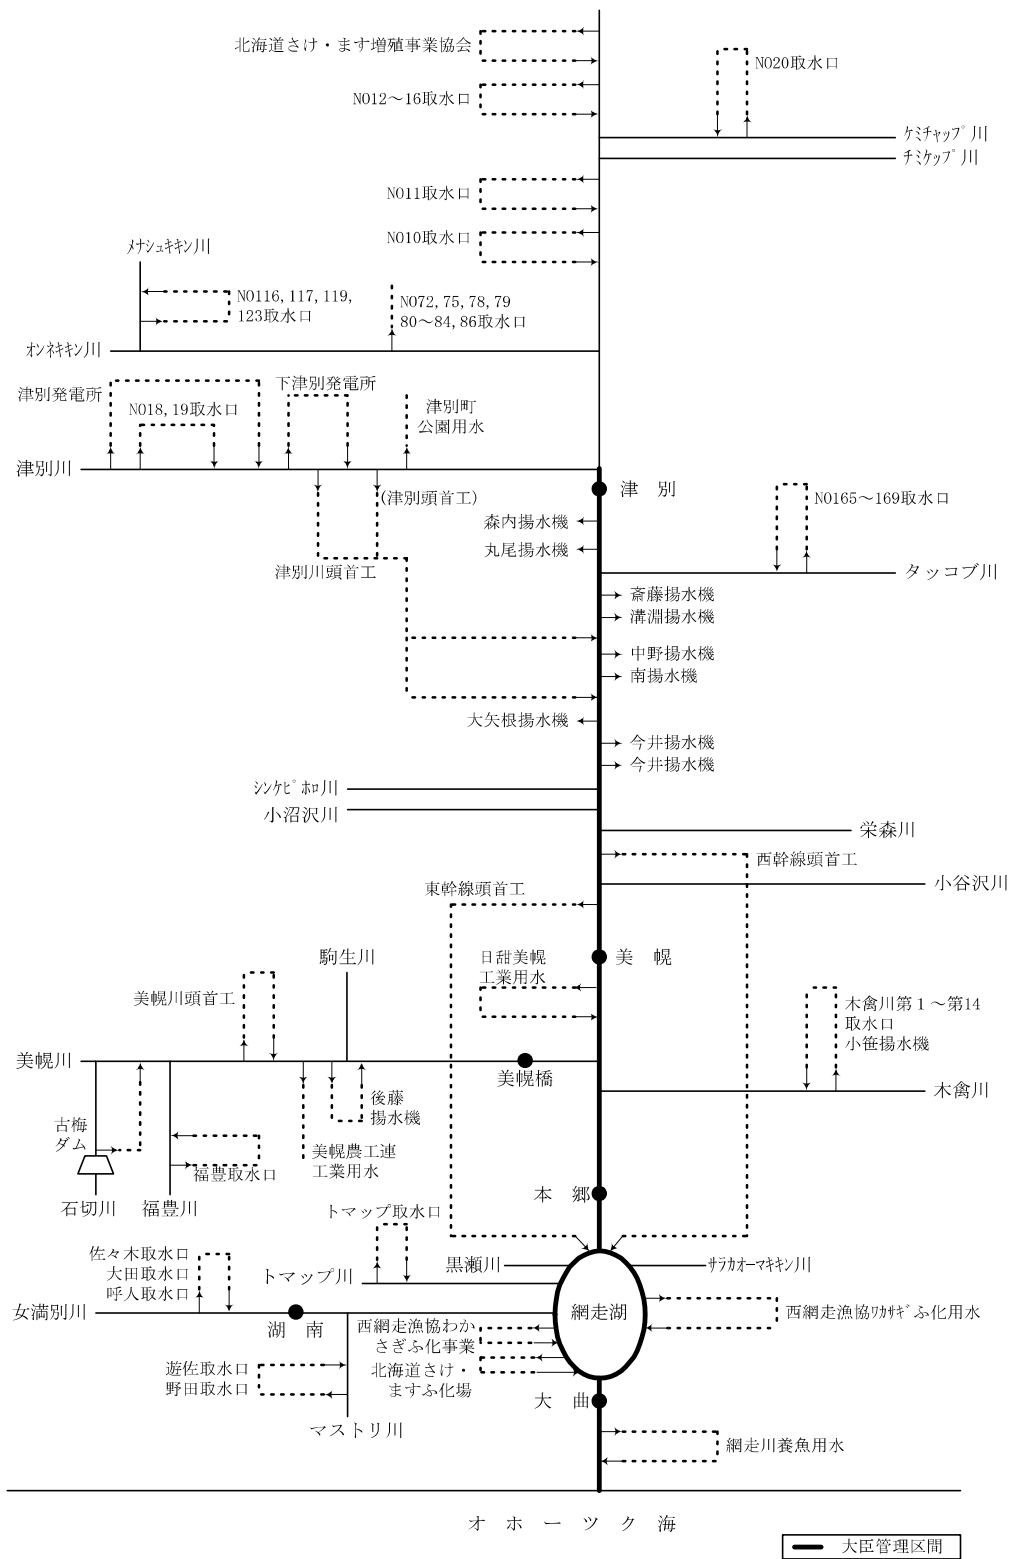 北海道さけ・ます増殖事業協会
NO20取水口
NO12～16取水口
ケミチャップ川
チミケップ川
NO11取水口
NO10取水口
メナシュキキン川
NO116,117,119,
123取水口
NO72,75,78,79
80～84,86取水口
オンネキキン川
津別発電所
NO18,19取水口
下津別発電所
津別町
公園用水
津別川
(津別頭首工)
津別
NO165～169取水口
森内揚水機
丸尾揚水機
津別川頭首工
タッコブ川
斎藤揚水機
溝淵揚水機
中野揚水機
南揚水機
大矢根揚水機
今井揚水機
今井揚水機
シンケピホロ川
小沼沢川
栄森川
西幹線頭首工
小谷沢川
東幹線頭首工
駒生川
日甜美幌
工業用水
美幌
美幌川頭首工
木禽川第１～第14
取水口
小笹揚水機
美幌川
美幌橋
木禽川
後藤
揚水機
古梅
ダム
美幌農工連
工業用水
福豊取水口
石切川
福豊川
本郷
トマップ取水口
佐々木取水口
大田取水口
呼人取水口
トマップ川
黒瀬川
サラカオーマキキン川
女満別川
湖南
網走湖
西網走漁協ワカサギふ化用水
西網走漁協わか
さぎふ化事業
北海道さけ・
ますふ化場
遊佐取水口
野田取水口
マストリ川
大曲
網走川養魚用水
オホーツク海
大臣管理区間